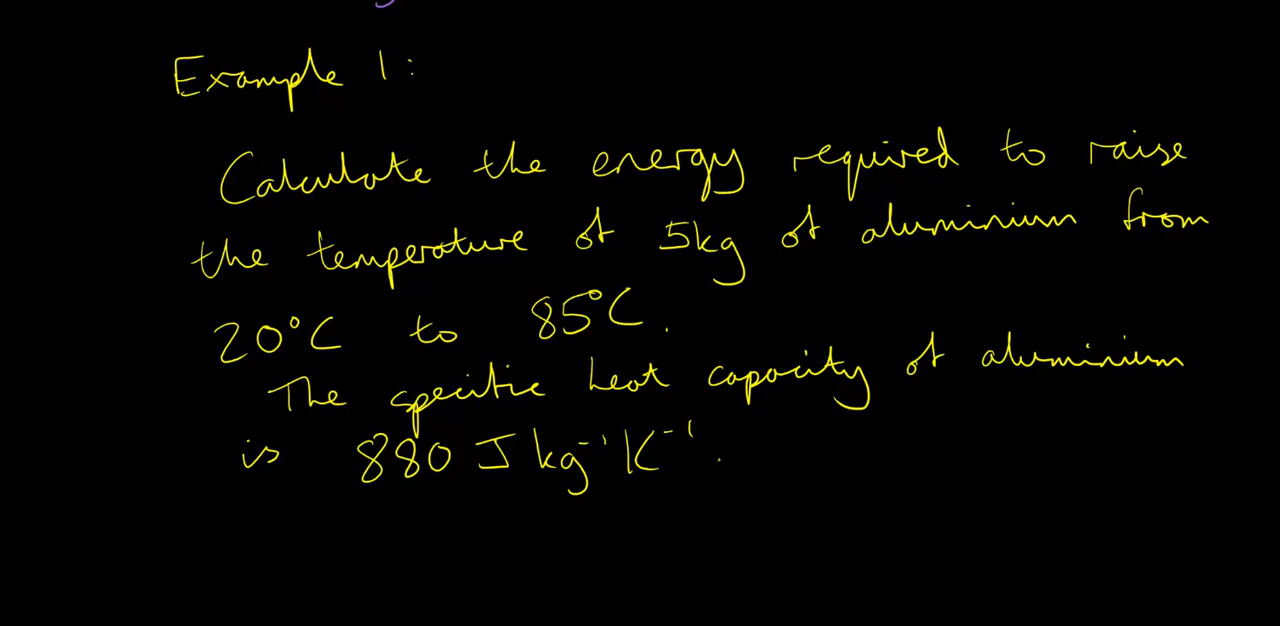 Example 1:
Calculate the energy required to raise
the temperature of 5kg of aluminium from
20°C to 85°C.
The specific heat capacity of aluminium
is 880 J kg⁻¹ K⁻¹.